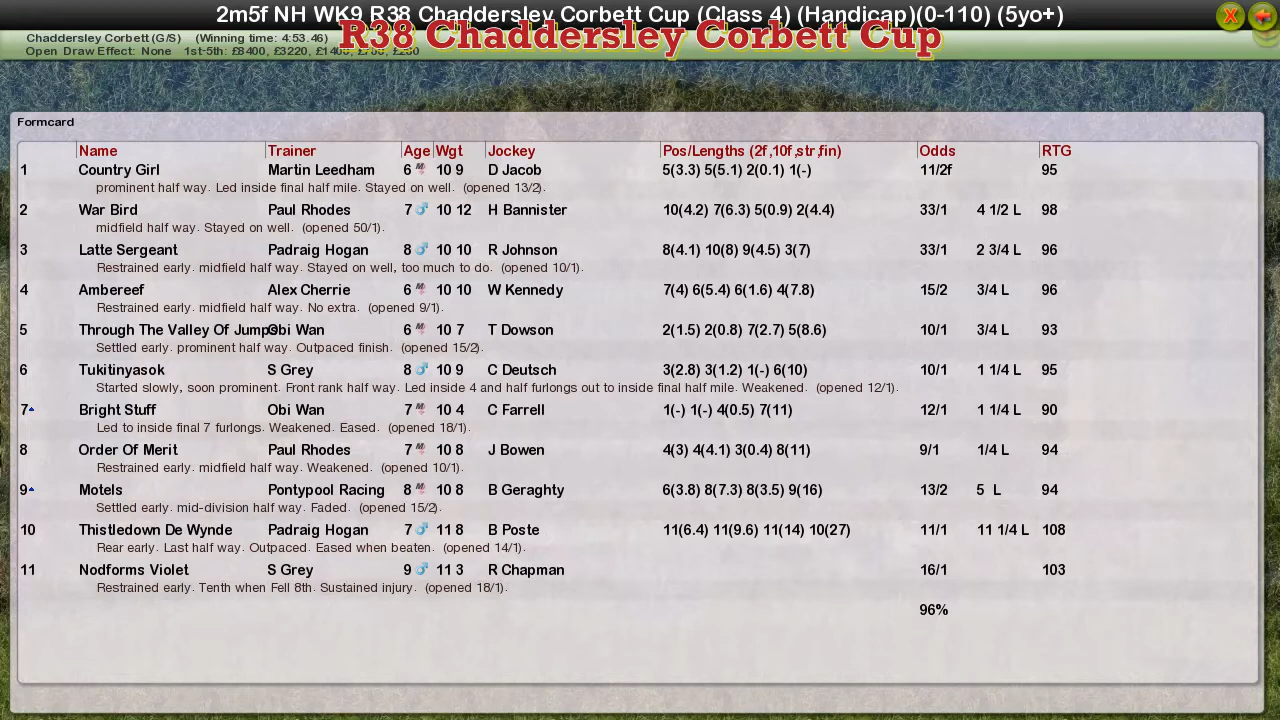 2m5f NH WK9 R38 Chaddersley Corbett Cup (Class 4) (Handicap)(0-110) (5yo+)
R38 Chaddersley Corbett Cup
Chaddersley Corbett (G/S) (Winning time: 4:53.46)
Open Draw Effect: None 1st-5th: £8400, £3220,
Formcard
Name Trainer Age Wgt Jockey Pos/Lengths (2f,10f,str,fin) Odds RTG
1 Country Girl Martin Leedham 6 10 9 D Jacob 5(3.3) 5(5.1) 2(0.1) 1(-) 11/2f 95
prominent half way. Led inside final half mile. Stayed on well. (opened 13/2).
2 War Bird Paul Rhodes 7 10 12 H Bannister 10(4.2) 7(6.3) 5(0.9) 2(4.4) 33/1 4 1/2 L 98
midfield half way. Stayed on well. (opened 50/1).
3 Latte Sergeant Padraig Hogan 8 10 10 R Johnson 8(4.1) 10(8) 9(4.5) 3(7) 33/1 2 3/4 L 96
Restrained early. midfield half way. Stayed on well, too much to do. (opened 10/1).
4 Ambereef Alex Cherrie 6 10 10 W Kennedy 7(4) 6(5.4) 6(1.6) 4(7.8) 15/2 3/4 L 96
Restrained early. midfield half way. No extra. (opened 9/1).
5 Through The Valley Of Jumps Obi Wan 6 10 7 T Dowson 2(1.5) 2(0.8) 7(2.7) 5(8.6) 10/1 3/4 L 93
Settled early. prominent half way. Outpaced finish. (opened 15/2).
6 Tukitinyasok S Grey 8 10 9 C Deutsch 3(2.8) 3(1.2) 1(-) 6(10) 10/1 1 1/4 L 95
Started slowly, soon prominent. Front rank half way. Led inside 4 and half furlongs out to inside final half mile. Weakened. (opened 12/1).
7 Bright Stuff Obi Wan 7 10 4 C Farrell 1(-) 1(-) 4(0.5) 7(11) 12/1 1 1/4 L 90
Led to inside final 7 furlongs. Weakened. Eased. (opened 18/1).
8 Order Of Merit Paul Rhodes 7 10 8 J Bowen 4(3) 4(4.1) 3(0.4) 8(11) 9/1 1/4 L 94
Restrained early. midfield half way. Weakened. (opened 10/1).
9 Motels Pontypool Racing 8 10 8 B Geraghty 6(3.8) 8(7.3) 8(3.5) 9(16) 13/2 5 L 94
Settled early. mid-division half way. Faded. (opened 15/2).
10 Thistledown De Wynde Padraig Hogan 7 11 8 B Poste 11(6.4) 11(9.6) 11(14) 10(27) 11/1 11 1/4 L 108
Rear early. Last half way. Outpaced. Eased when beaten. (opened 14/1).
11 Nodforms Violet S Grey 9 11 3 R Chapman 16/1 103
Restrained early. Tenth when Fell 8th. Sustained injury. (opened 18/1).
96%